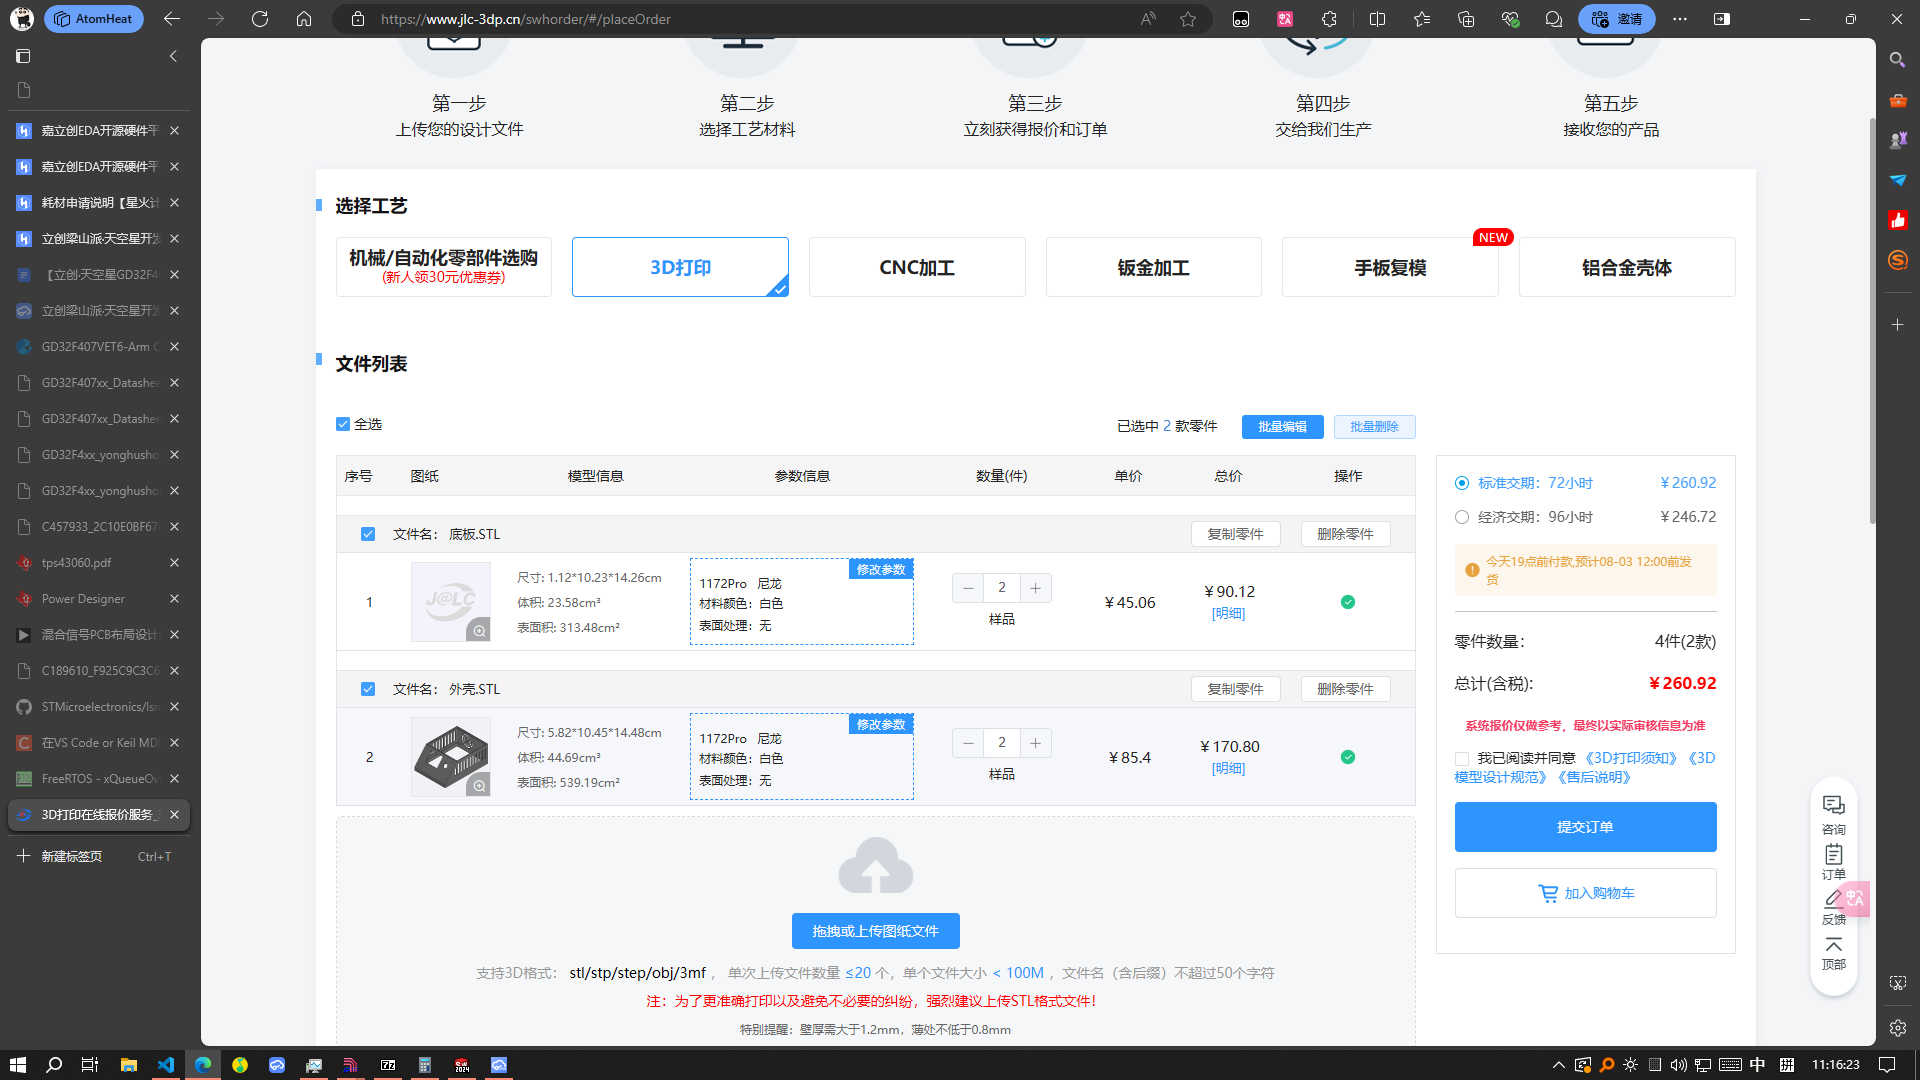 AtomHeat
https://www.jlc-3dp.cn/swhorder/#/placeOrder
邀请
嘉立创EDA开源硬件平
嘉立创EDA开源硬件平
耗材申请说明【星火计
立创梁山派·天空星开发
【立创·天空星GD32F4
立创梁山派·天空星开发
GD32F407VET6-Arm C
GD32F407xx_Datashee
GD32F407xx_Datashee
GD32F4xx_yonghusho
GD32F4xx_yonghusho
C457933_2C10E0BF67
tps43060.pdf
Power Designer
混合信号PCB布局设计
C189610_F925C9C3C6
STMicroelectronics/lsm
在VS Code or Keil MD
FreeRTOS - xQueueOv
3D打印在线报价服务_
新建标签页 Ctrl+T
第一步
上传您的设计文件
第二步
选择工艺材料
第三步
立刻获得报价和订单
第四步
交给我们生产
第五步
接收您的产品
选择工艺
机械/自动化零部件选购
(新人领30元优惠券)
3D打印
CNC加工
钣金加工
NEW
手板复模
铝合金壳体
文件列表
全选
已选中 2 款零件
批量编辑
批量删除
序号 图纸 模型信息 参数信息 数量(件) 单价 总价 操作
文件名： 底板.STL
复制零件
删除零件
1
J@LC
尺寸: 1.12*10.23*14.26cm
体积: 23.58cm³
表面积: 313.48cm²
修改参数
1172Pro 尼龙
材料颜色：白色
表面处理：无
2
样品
￥45.06
￥90.12
[明细]
文件名： 外壳.STL
复制零件
删除零件
2
尺寸: 5.82*10.45*14.48cm
体积: 44.69cm³
表面积: 539.19cm²
修改参数
1172Pro 尼龙
材料颜色：白色
表面处理：无
2
样品
￥85.4
￥170.80
[明细]
拖拽或上传图纸文件
支持3D格式： stl/stp/step/obj/3mf ， 单次上传文件数量 ≤20 个，单个文件大小 < 100M ，文件名（含后缀）不超过50个字符
注：为了更准确打印以及避免不必要的纠纷，强烈建议上传STL格式文件！
特别提醒：壁厚需大于1.2mm，薄处不低于0.8mm
标准交期：72小时 ￥260.92
经济交期：96小时 ￥246.72
今天19点前付款,预计08-03 12:00前发
货
零件数量： 4件(2款)
总计(含税): ￥260.92
系统报价仅做参考，最终以实际审核信息为准
我已阅读并同意 《3D打印须知》《3D
模型设计规范》《售后说明》
提交订单
加入购物车
咨询
订单
反馈
顶部
中 拼 11:16:23